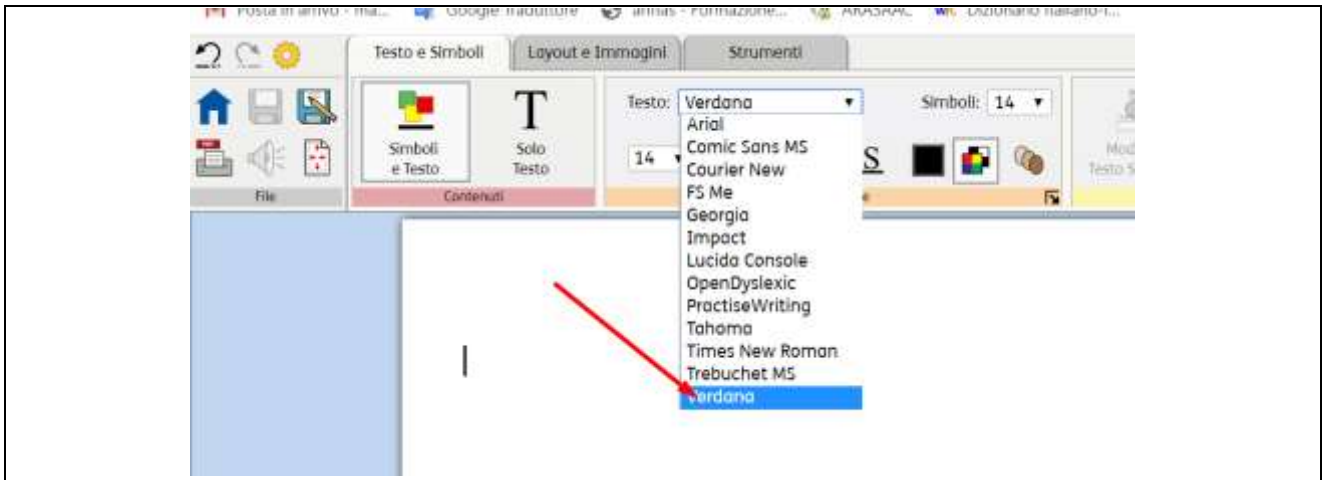 Posta in arrivo - ma... Google Traduttore - Formazione... ARASAAC
Testo e Simboli Layout e Immagini Strumenti
Testo: Verdana Simboli: 14
Simboli
e Testo
Solo
Testo
14 S
File Contenuti
Arial
Comic Sans MS
Courier New
FS Me
Georgia
Impact
Lucida Console
OpenDyslexic
PractiseWriting
Tahoma
Times New Roman
Trebuchet MS
Verdana